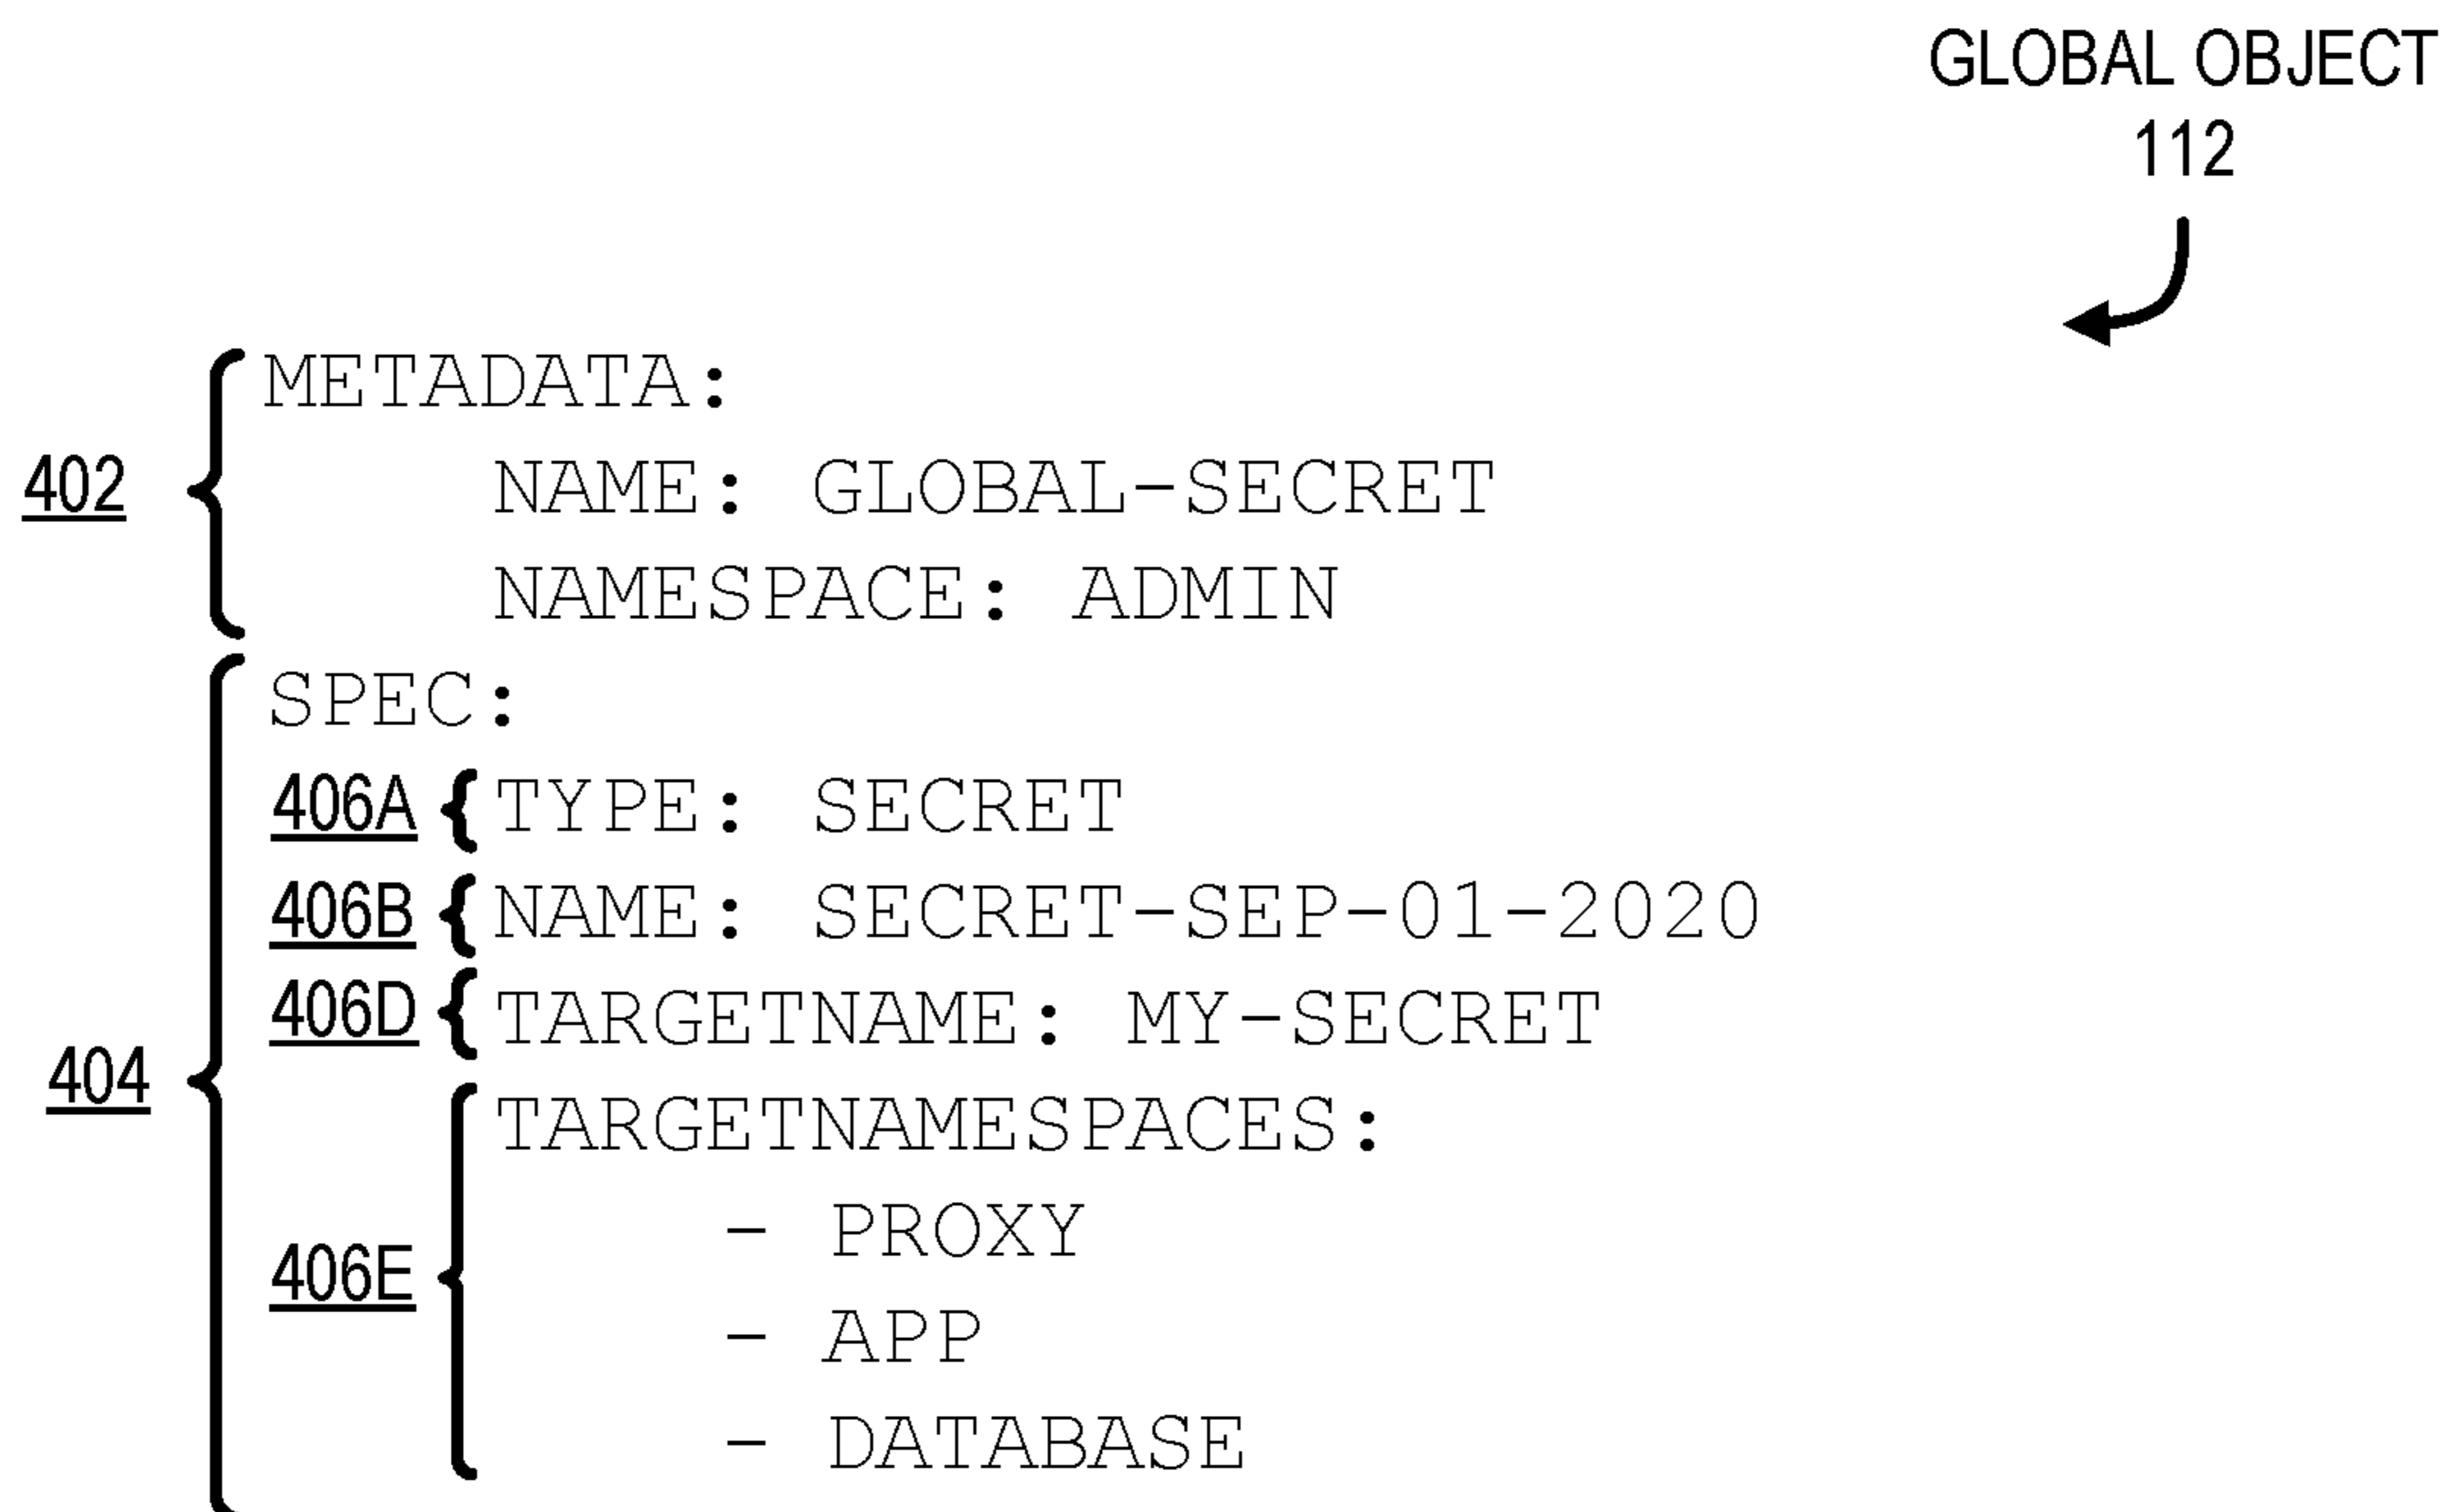 GLOBAL OBJECT
112
METADATA:
402
NAME: GLOBAL-SECRET
NAMESPACE: ADMIN
SPEC:
406A TYPE: SECRET
406B NAME: SECRET-SEP-01-2020
406D TARGETNAME: MY-SECRET
404
TARGETNAMESPACES:
- PROXY
406E
- APP
- DATABASE